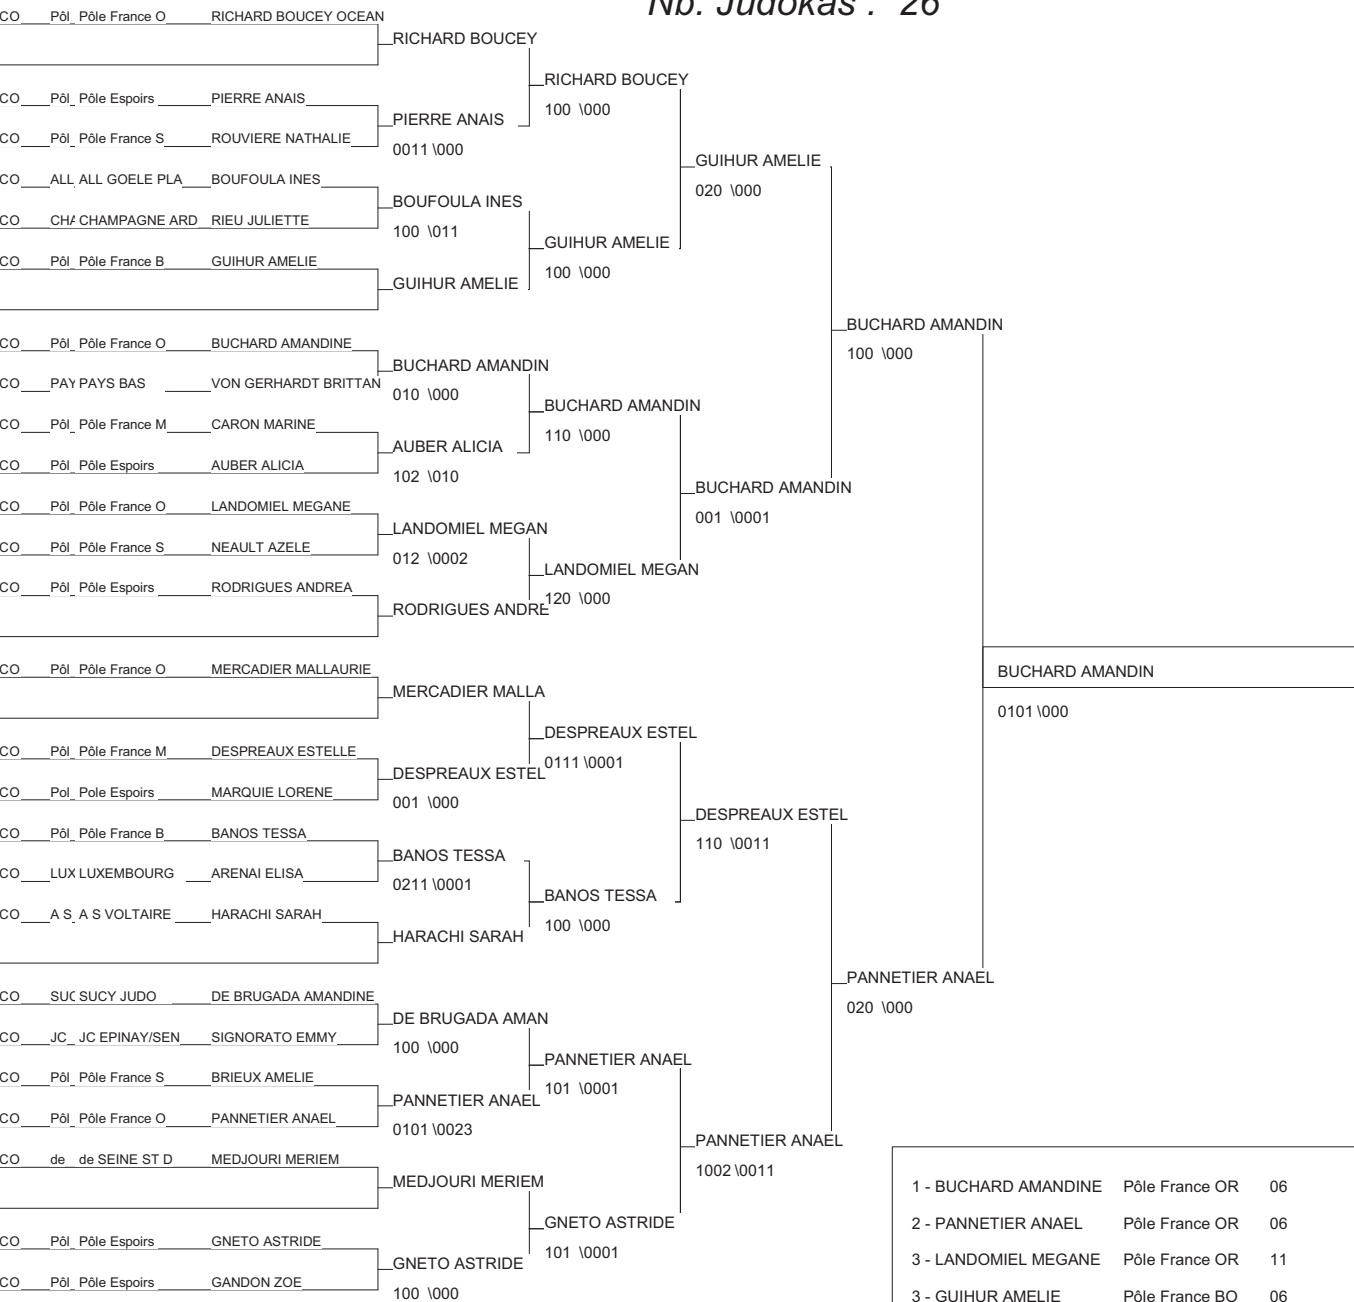 Nb. Judokas : 26
CO Pôl Pôle France O RICHARD BOUCEY OCEAN
RICHARD BOUCEY
RICHARD BOUCEY
100 \000
CO Pôl Pôle Espoirs PIERRE ANAIS
PIERRE ANAIS
0011 \000
CO Pôl Pôle France S ROUVIERE NATHALIE
GUIHUR AMELIE
020 \000
CO ALL ALL GOELE PLA BOUFOULA INES
BOUFOULA INES
100 \011
CO CHA CHAMPAGNE ARD RIEU JULIETTE
GUIHUR AMELIE
100 \000
CO Pôl Pôle France B GUIHUR AMELIE
GUIHUR AMELIE
BUCHARD AMANDIN
100 \000
CO Pôl Pôle France O BUCHARD AMANDINE
BUCHARD AMANDIN
010 \000
CO PAY PAYS BAS VON GERHARDT BRITTAN
BUCHARD AMANDIN
110 \000
CO Pôl Pôle France M CARON MARINE
AUBER ALICIA
102 \010
CO Pôl Pôle Espoirs AUBER ALICIA
BUCHARD AMANDIN
001 \0001
CO Pôl Pôle France O LANDOMIEL MEGANE
LANDOMIEL MEGAN
012 \0002
CO Pôl Pôle France S NEAULT AZELE
LANDOMIEL MEGAN
120 \000
CO Pôl Pôle Espoirs RODRIGUES ANDREA
RODRIGUES ANDRE
BUCHARD AMANDIN
0101 \000
CO Pôl Pôle France O MERCADIER MALLAURIE
MERCADIER MALLA
DESPREAUX ESTEL
0111 \0001
CO Pôl Pôle France M DESPREAUX ESTELLE
DESPREAUX ESTEL
001 \000
CO Pol Pole Espoirs MARQUIE LORENE
DESPREAUX ESTEL
110 \0011
CO Pôl Pôle France B BANOS TESSA
BANOS TESSA
0211 \0001
CO LUX LUXEMBOURG ARENAI ELISA
BANOS TESSA
100 \000
CO A S A S VOLTAIRE HARACHI SARAH
HARACHI SARAH
PANNETIER ANAEL
020 \000
CO SUC SUCY JUDO DE BRUGADA AMANDINE
DE BRUGADA AMAN
100 \000
CO JC JC EPINAY/SEN SIGNORATO EMMY
PANNETIER ANAEL
101 \0001
CO Pôl Pôle France S BRIEUX AMELIE
PANNETIER ANAEL
0101 \0023
CO Pôl Pôle France O PANNETIER ANAEL
PANNETIER ANAEL
1002 \0011
CO de de SEINE ST D MEDJOURI MERIEM
MEDJOURI MERIEM
GNETO ASTRIDE
101 \0001
CO Pôl Pôle Espoirs GNETO ASTRIDE
GNETO ASTRIDE
100 \000
CO Pôl Pôle Espoirs GANDON ZOE
1 - BUCHARD AMANDINE Pôle France OR 06
2 - PANNETIER ANAEL Pôle France OR 06
3 - LANDOMIEL MEGANE Pôle France OR 11
3 - GUIHUR AMELIE Pôle France BO 06